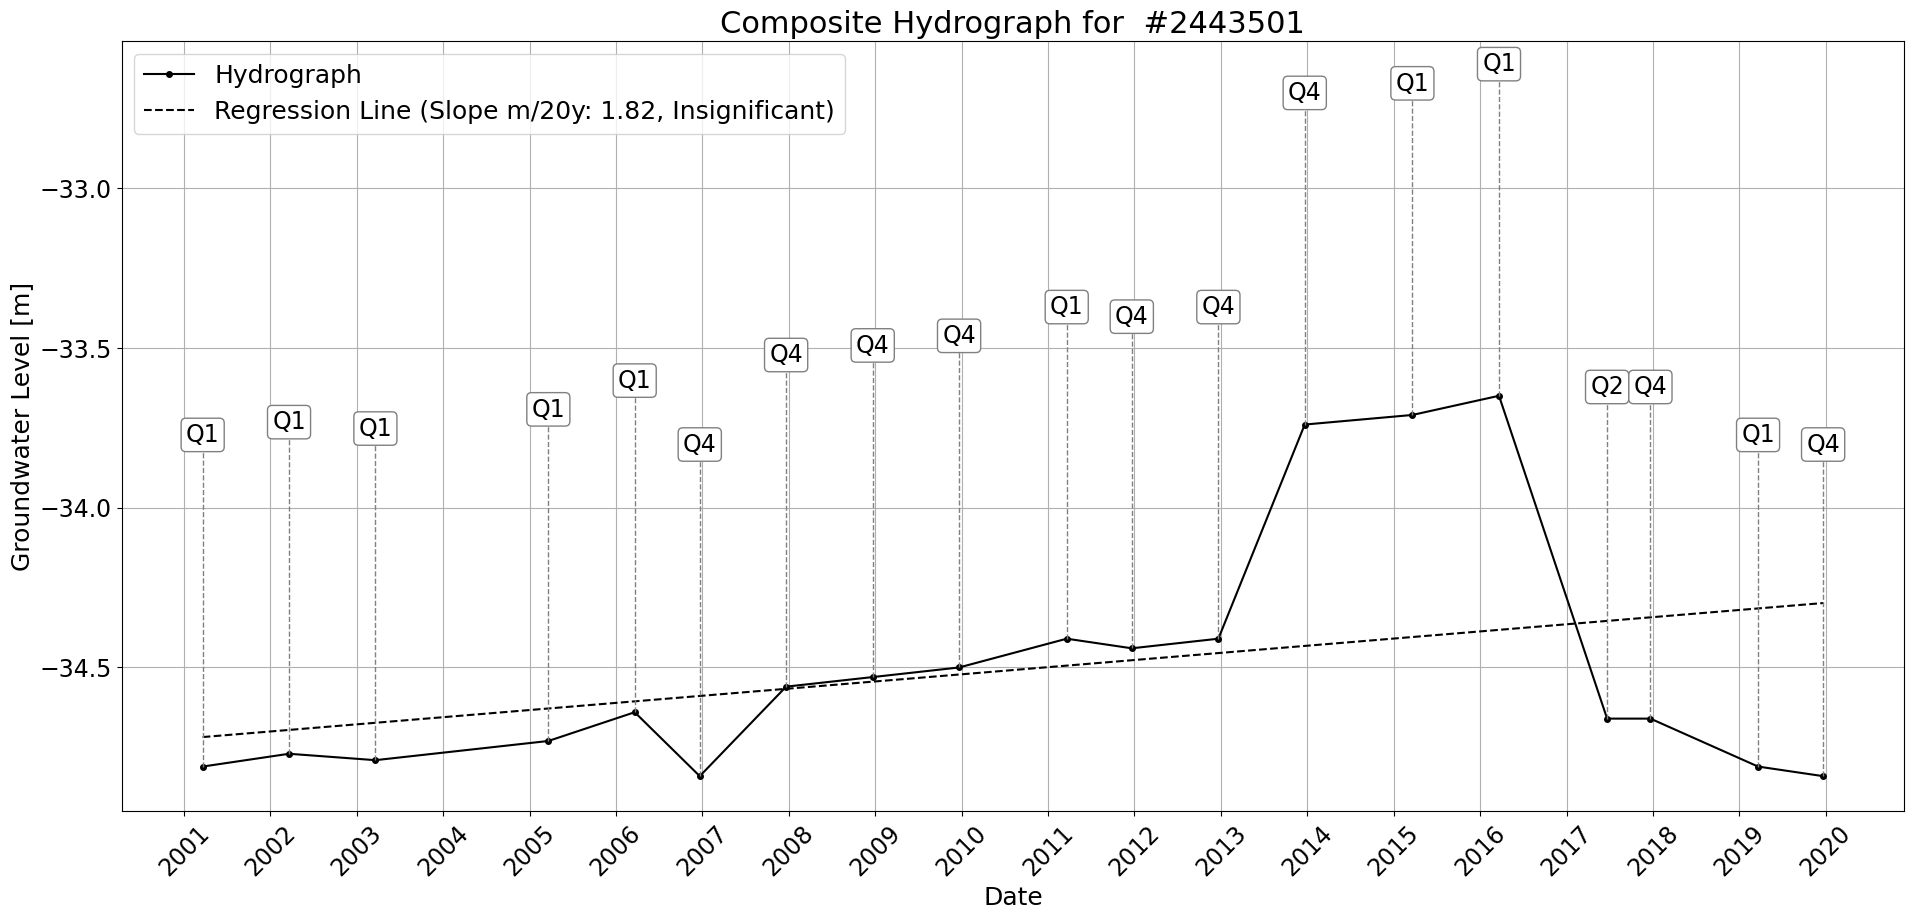 Composite Hydrograph for  #2443501
Hydrograph
Regression Line (Slope m/20y: 1.82, Insignificant)
Q1
Q1
Q1
Q1
Q1
Q4
Q4
Q4
Q4
Q1
Q4
Q4
Q4
Q1
Q1
Q2
Q4
Q1
Q4
Groundwater Level [m]
−33.0
−33.5
−34.0
−34.5
2001
2002
2003
2004
2005
2006
2007
2008
2009
2010
2011
2012
2013
2014
2015
2016
2017
2018
2019
2020
Date